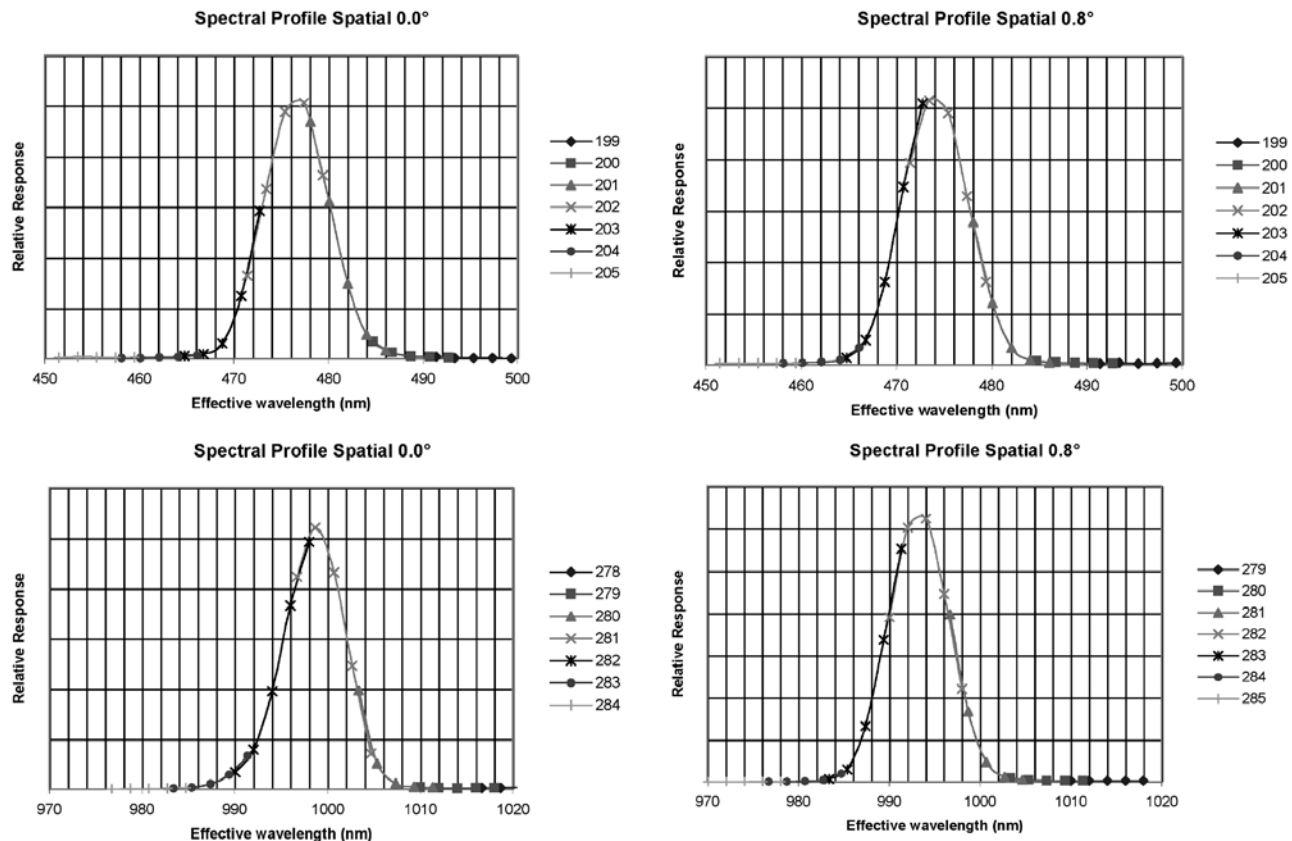 Spectral Profile Spatial 0.0°
Relative Response
199
200
201
202
203
204
205
450 460 470 480 490 500
Effective wavelength (nm)
Spectral Profile Spatial 0.8°
Relative Response
199
200
201
202
203
204
205
450 460 470 480 490 500
Effective wavelength (nm)
Spectral Profile Spatial 0.0°
Relative Response
278
279
280
281
282
283
284
970 980 990 1000 1010 1020
Effective wavelength (nm)
Spectral Profile Spatial 0.8°
Relative Response
279
280
281
282
283
284
285
970 980 990 1000 1010 1020
Effective wavelength (nm)